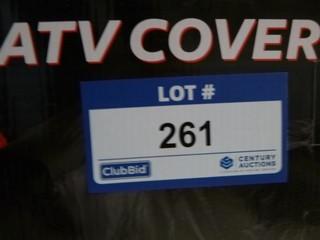 ATV COVER
LOT #
261
ClubBid
CENTURY
AUCTIONS